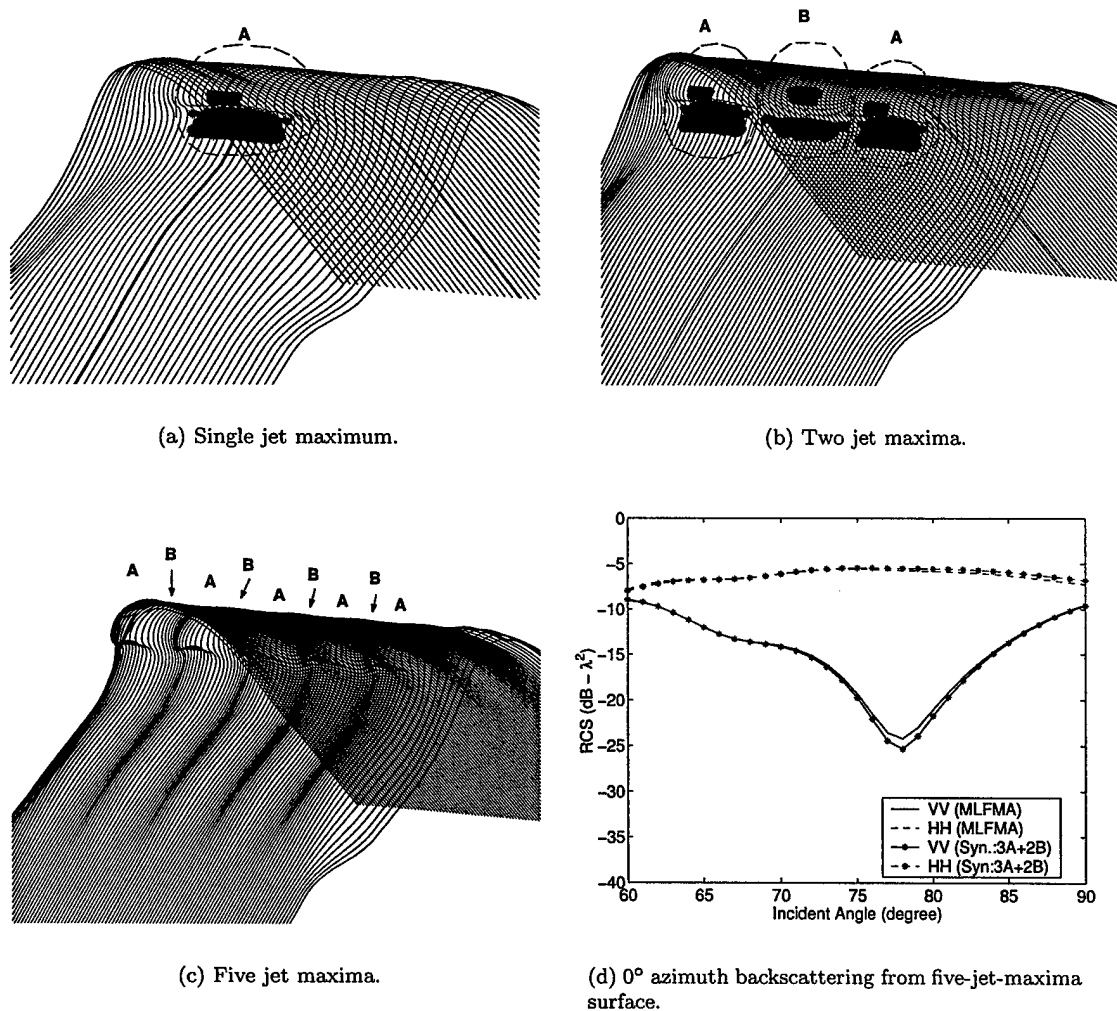 A
A
B
A
(a) Single jet maximum.
(b) Two jet maxima.
A B A B A B A B A
(c) Five jet maxima.
0
-5
-10
-15
-20
-25
-30
-35
-40
RCS (dB − λ²)
60 65 70 75 80 85 90
Incident Angle (degree)
VV (MLFMA)
HH (MLFMA)
VV (Syn.:3A+2B)
HH (Syn:3A+2B)
(d) 0° azimuth backscattering from five-jet-maxima
surface.